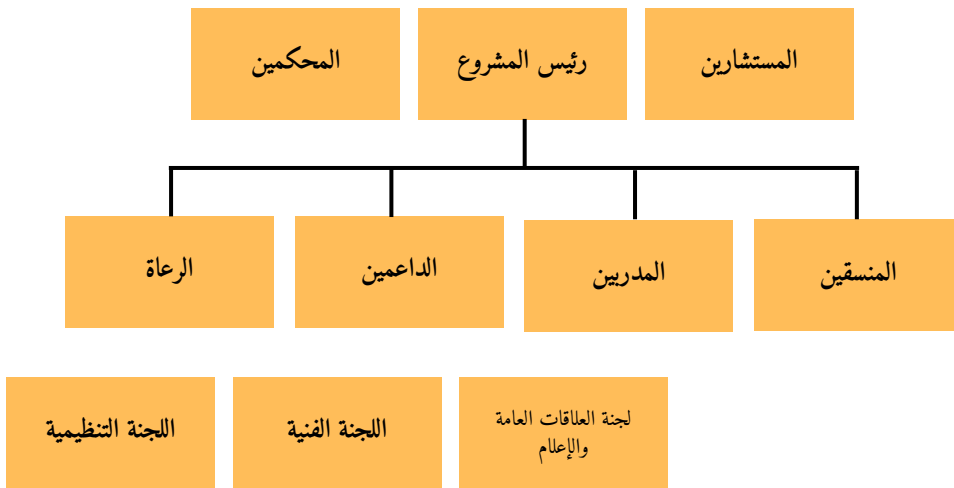 المستشارين
رئيس المشروع
المحكمين
المنسقين
المدربين
الداعمين
الرعاة
لجنة العلاقات العامة
والإعلام
اللجنة الفنية
اللجنة التنظيمية